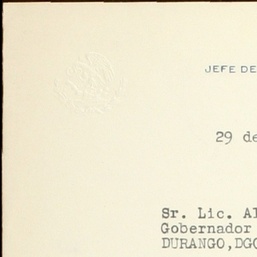 JEFE DE
29 de
Sr. Lic. Al
Gobernador
DURANGO,DGO